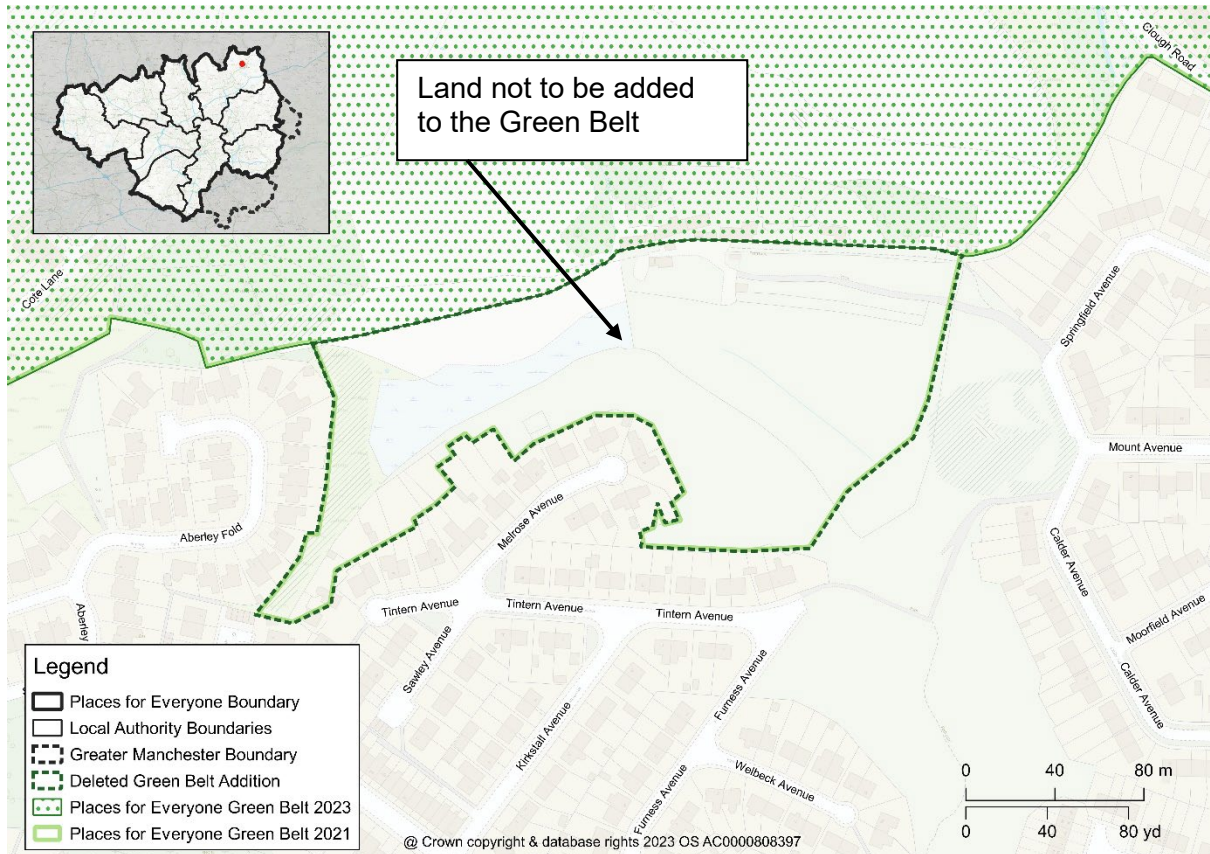 Clough Road
Land not to be added
to the Green Belt
Cote Lane
Springfield Avenue
Mount Avenue
Melrose Avenue
Aberley Fold
Calder Avenue
Tintern Avenue
Tintern Avenue
Tintern Avenue
Aberley
Moorfield Avenue
Sawley Avenue
Furness Avenue
Kirkstall Avenue
Calder Avenue
Welbeck Avenue
Furness Avenue
Legend
Places for Everyone Boundary
Local Authority Boundaries
Greater Manchester Boundary
Deleted Green Belt Addition
Places for Everyone Green Belt 2023
Places for Everyone Green Belt 2021
0 40 80 m
0 40 80 yd
@ Crown copyright & database rights 2023 OS AC0000808397